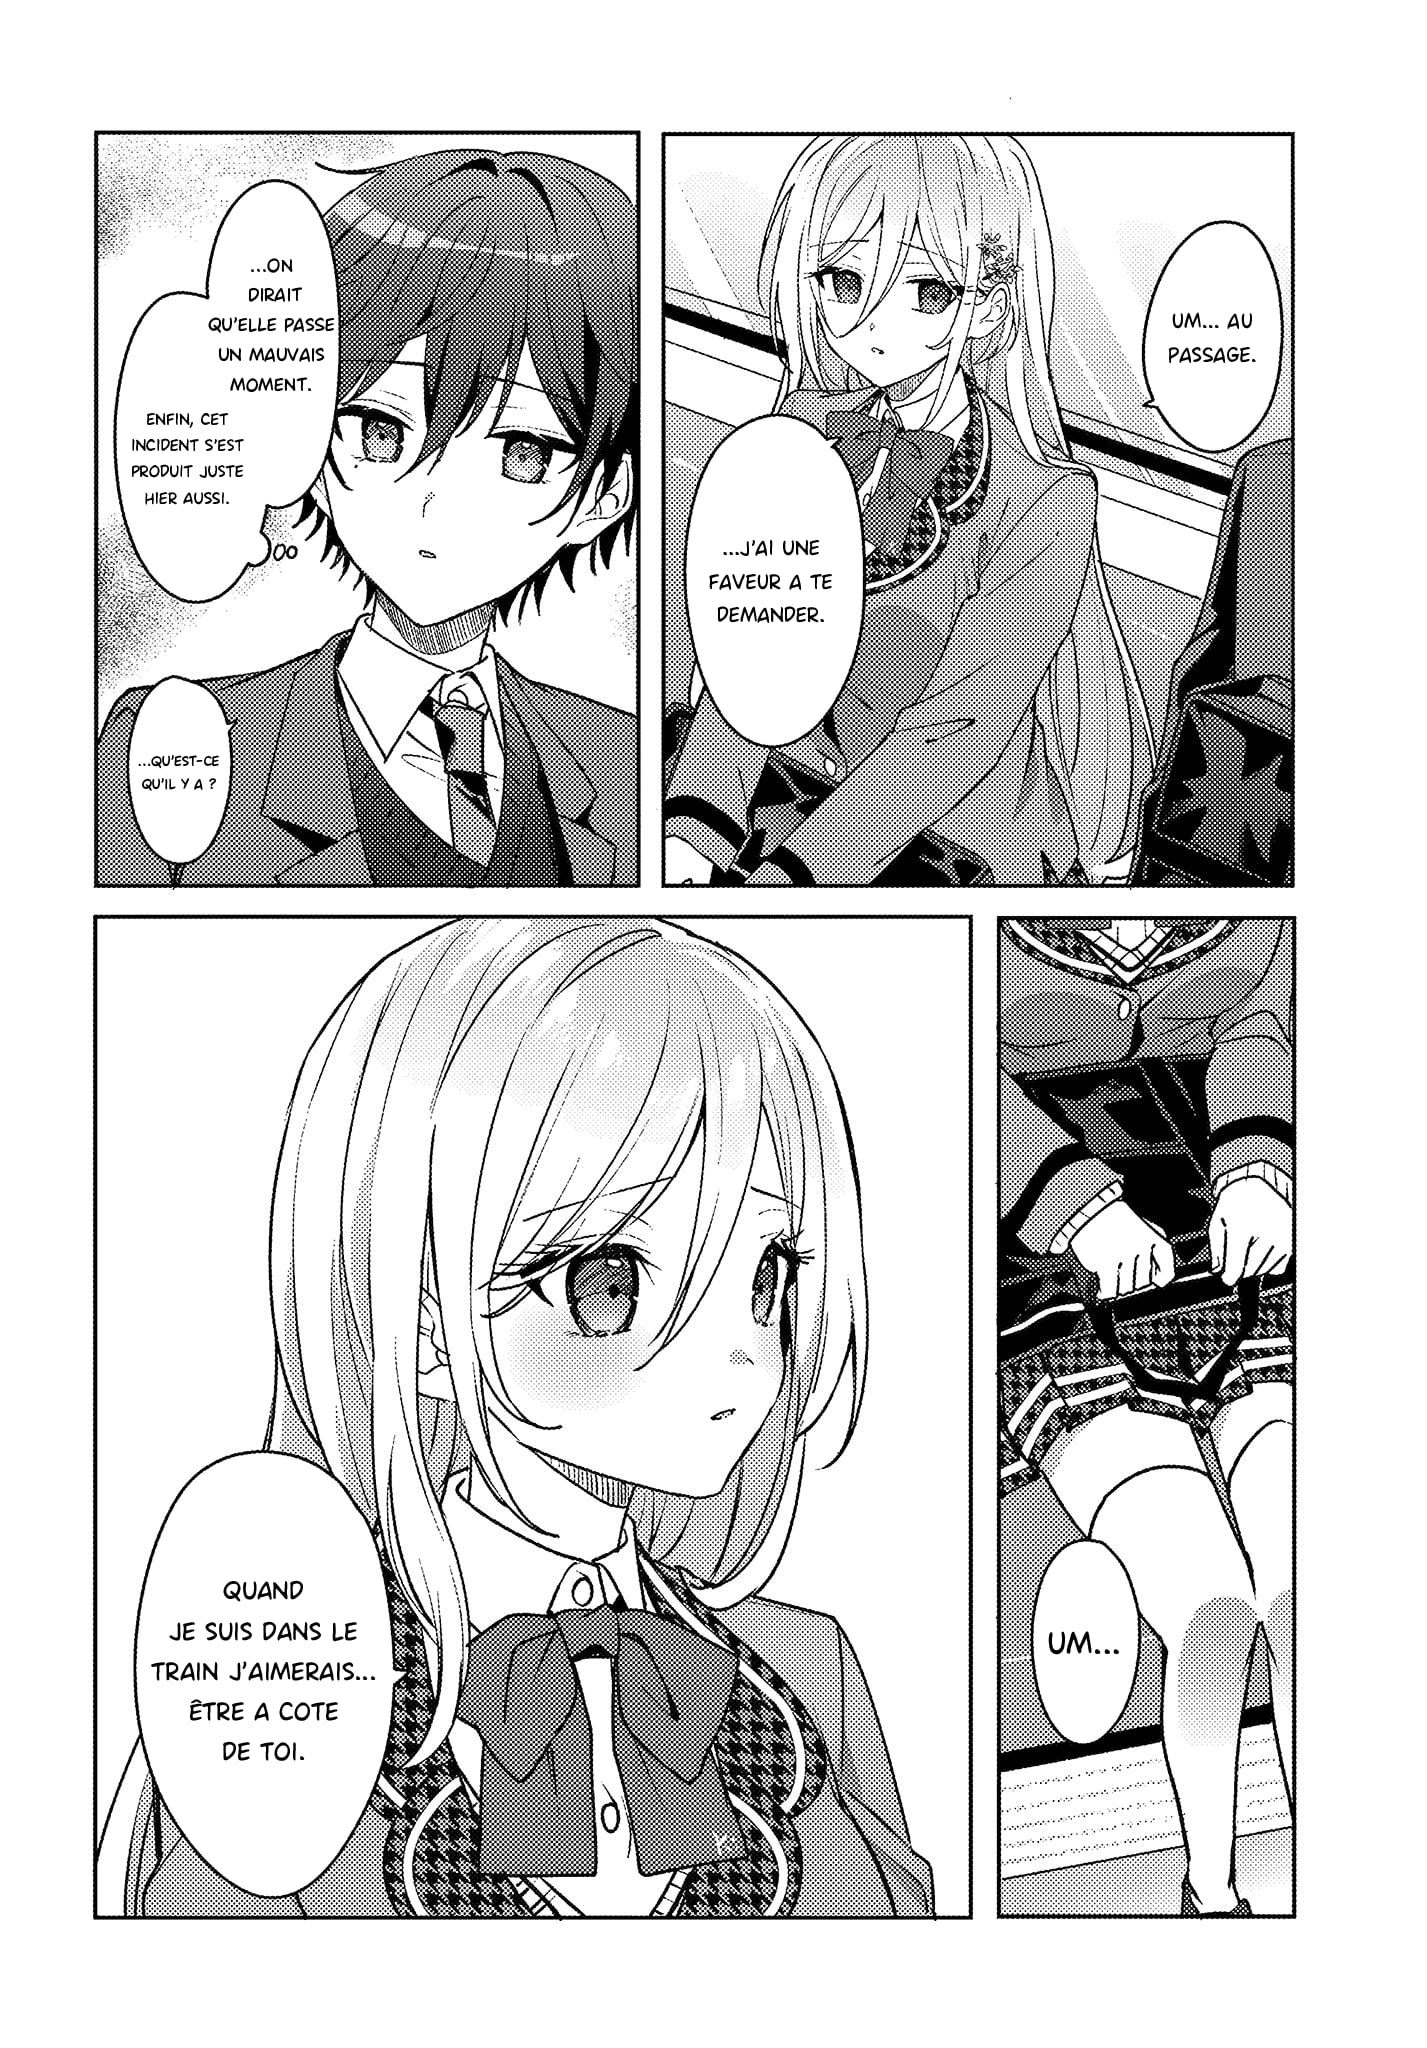 UM... AU
PASSAGE.
...J'AI UNE
FAVEUR A TE
DEMANDER.
...ON
DIRAIT
QU'ELLE PASSE
UN MAUVAIS
MOMENT.
ENFIN, CET
INCIDENT S'EST
PRODUIT JUSTE
HIER AUSSI.
...QU'EST-CE
QU'IL Y A ?
UM...
QUAND
JE SUIS DANS LE
TRAIN J'AIMERAIS...
ÊTRE A COTE
DE TOI.